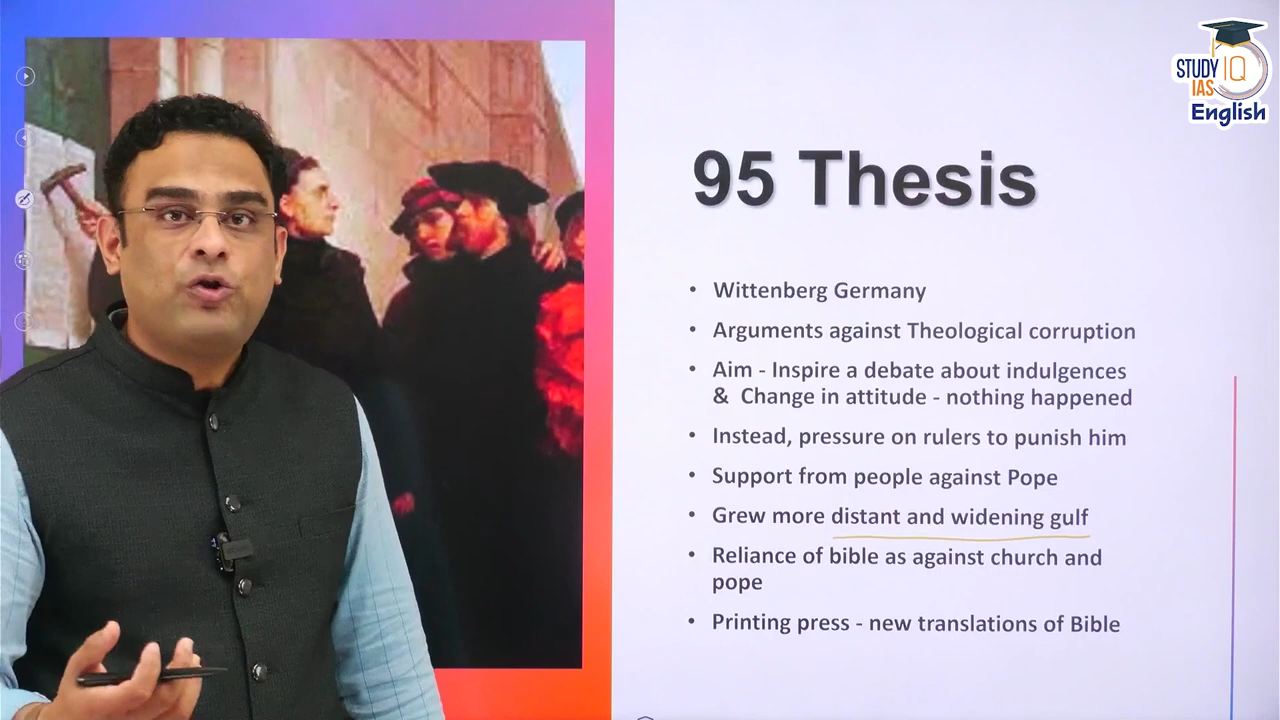 STUDY IQ
IAS
English
95 Thesis
• Wittenberg Germany
• Arguments against Theological corruption
• Aim - Inspire a debate about indulgences
& Change in attitude - nothing happened
• Instead, pressure on rulers to punish him
• Support from people against Pope
• Grew more distant and widening gulf
• Reliance of bible as against church and
pope
• Printing press - new translations of Bible